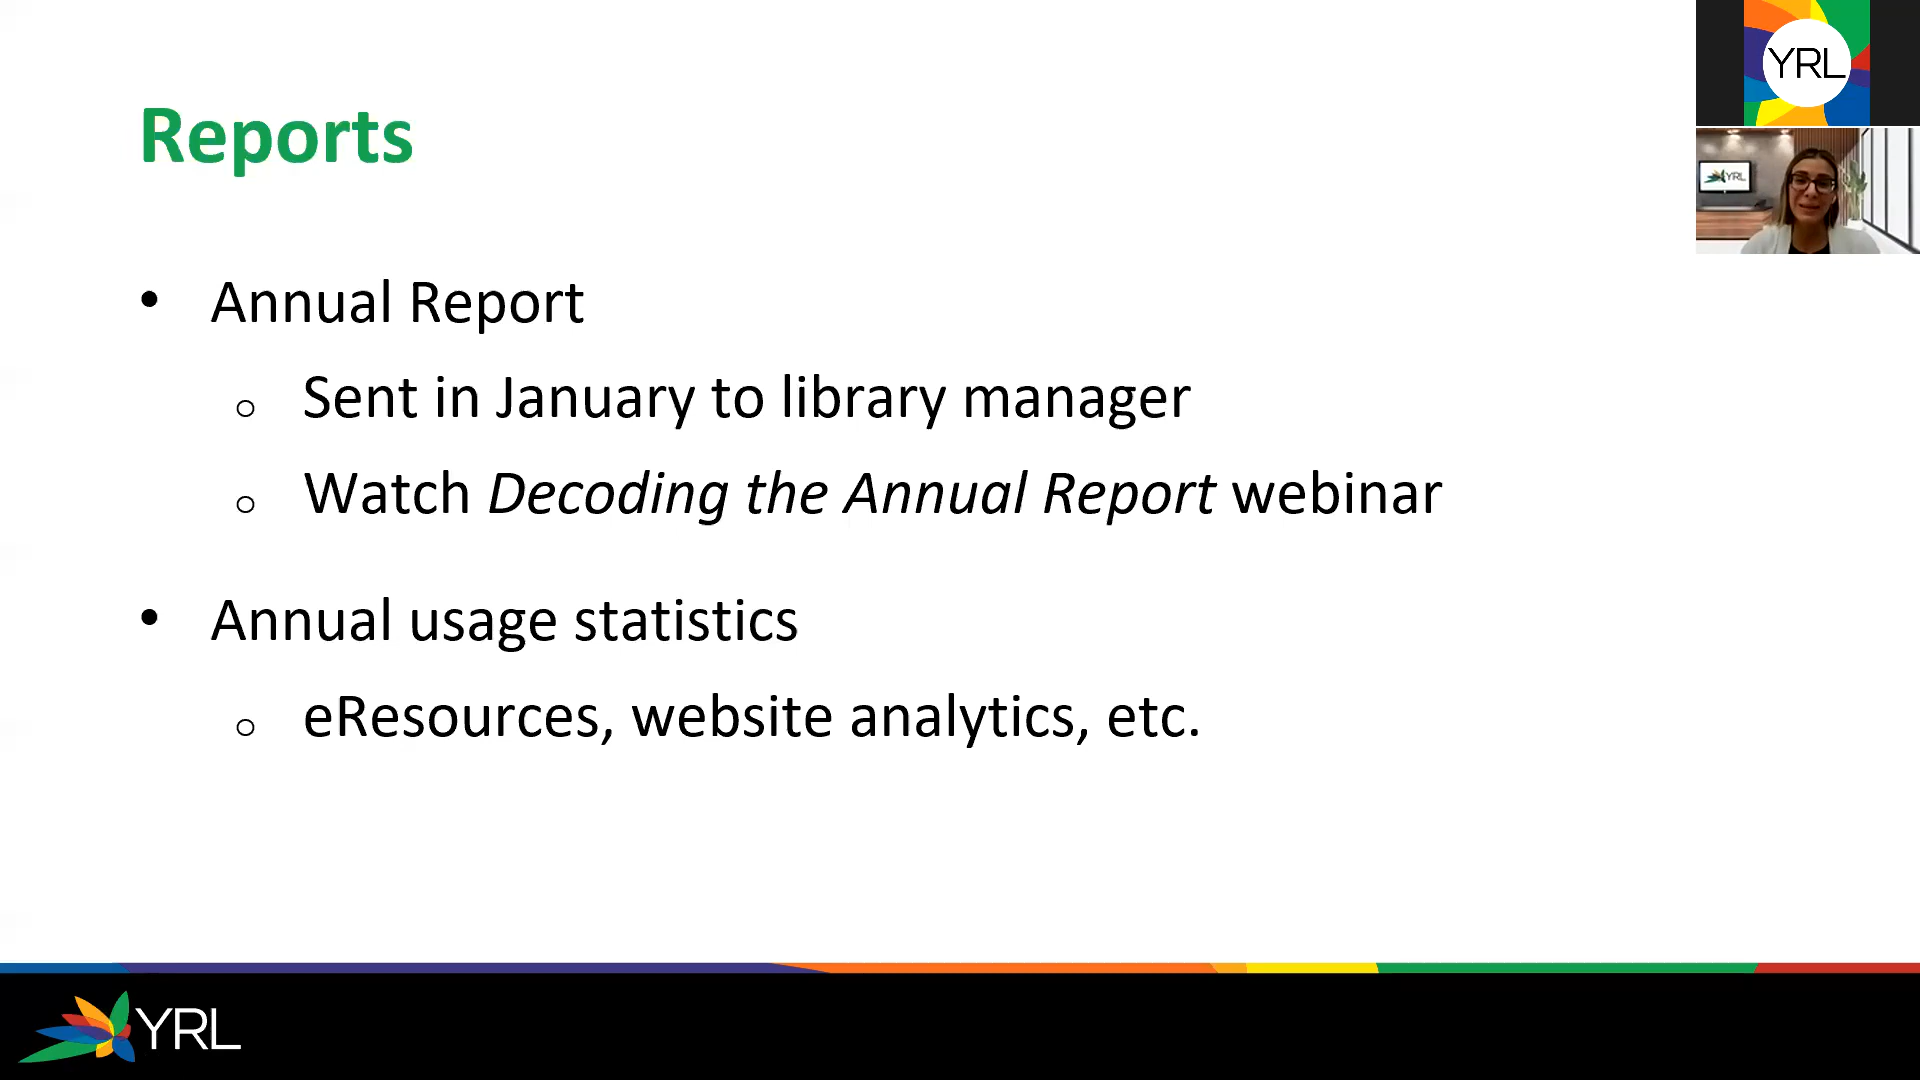 Reports
• Annual Report
o Sent in January to library manager
o Watch Decoding the Annual Report webinar
• Annual usage statistics
o eResources, website analytics, etc.
YRL
YRL
YRL